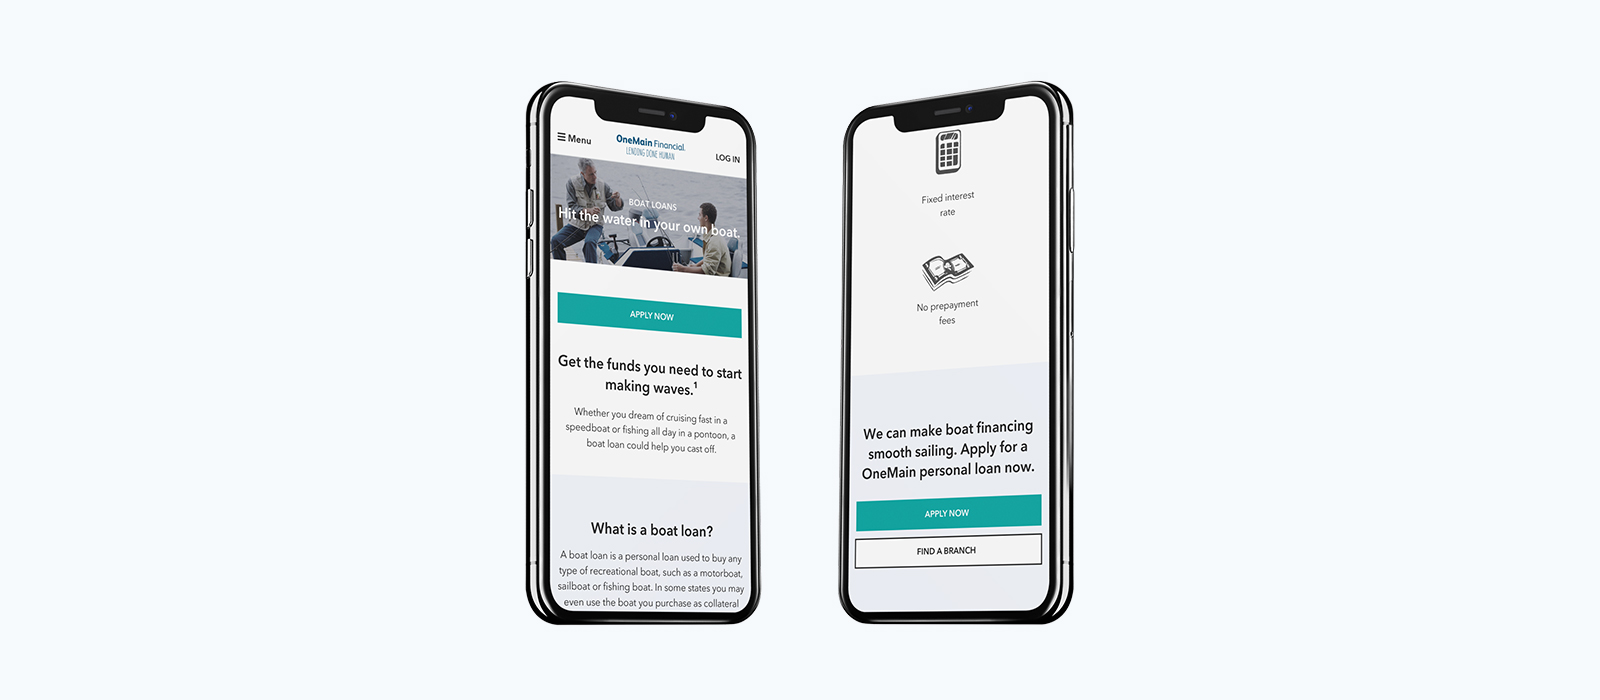 Menu
OneMain Financial.
LENDING DONE HUMAN
LOG IN
BOAT LOANS
Hit the water in your own boat.
APPLY NOW
Get the funds you need to start
making waves.1
Whether you dream of cruising fast in a
speedboat or fishing all day in a pontoon, a
boat loan could help you cast off.
What is a boat loan?
A boat loan is a personal loan used to buy any
type of recreational boat, such as a motorboat,
sailboat or fishing boat. In some states you may
even use the boat you purchase as collateral
Fixed interest
rate
No prepayment
fees
We can make boat financing
smooth sailing. Apply for a
OneMain personal loan now.
APPLY NOW
FIND A BRANCH